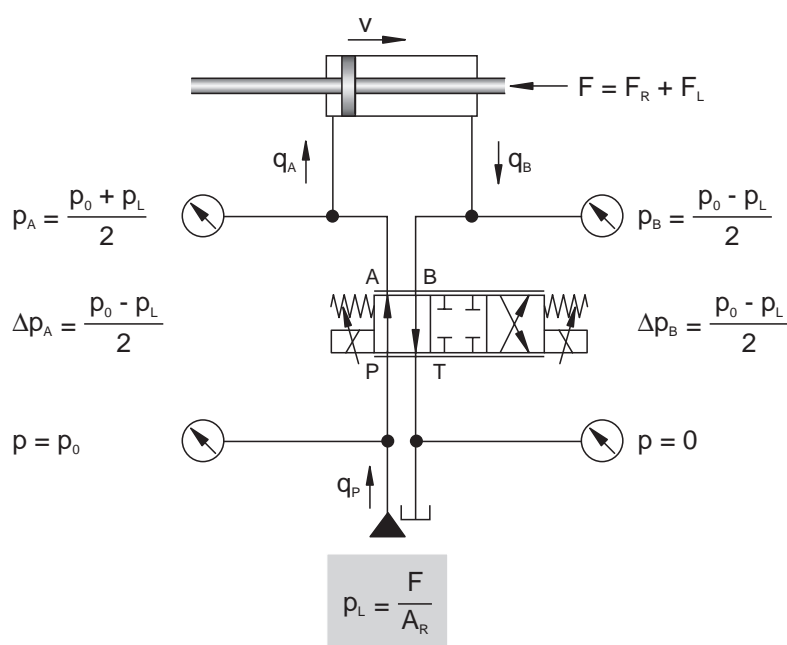 v
F = F_R + F_L
q_A
q_B
p_A = (p_0 + p_L)/2
p_B = (p_0 - p_L)/2
A B
Δp_A = (p_0 - p_L)/2
Δp_B = (p_0 - p_L)/2
P T
p = p_0
p = 0
q_P
p_L = F/A_R